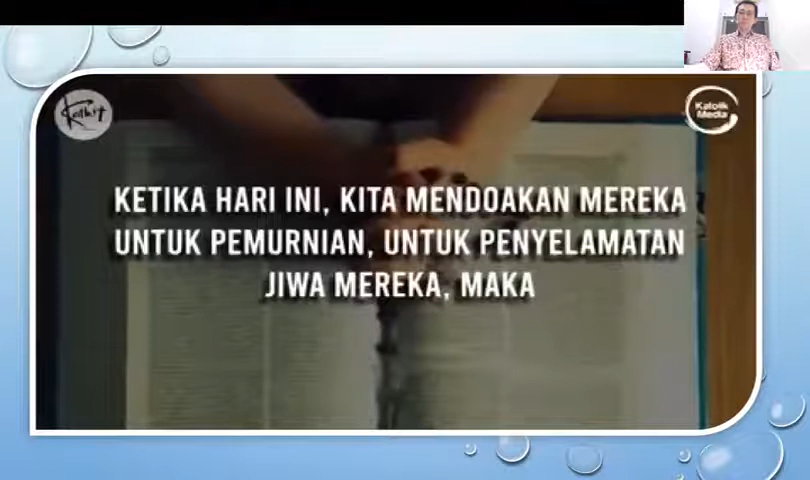 Katolik
Media
KETIKA HARI INI, KITA MENDOAKAN MEREKA
UNTUK PEMURNIAN, UNTUK PENYELAMATAN
JIWA MEREKA, MAKA